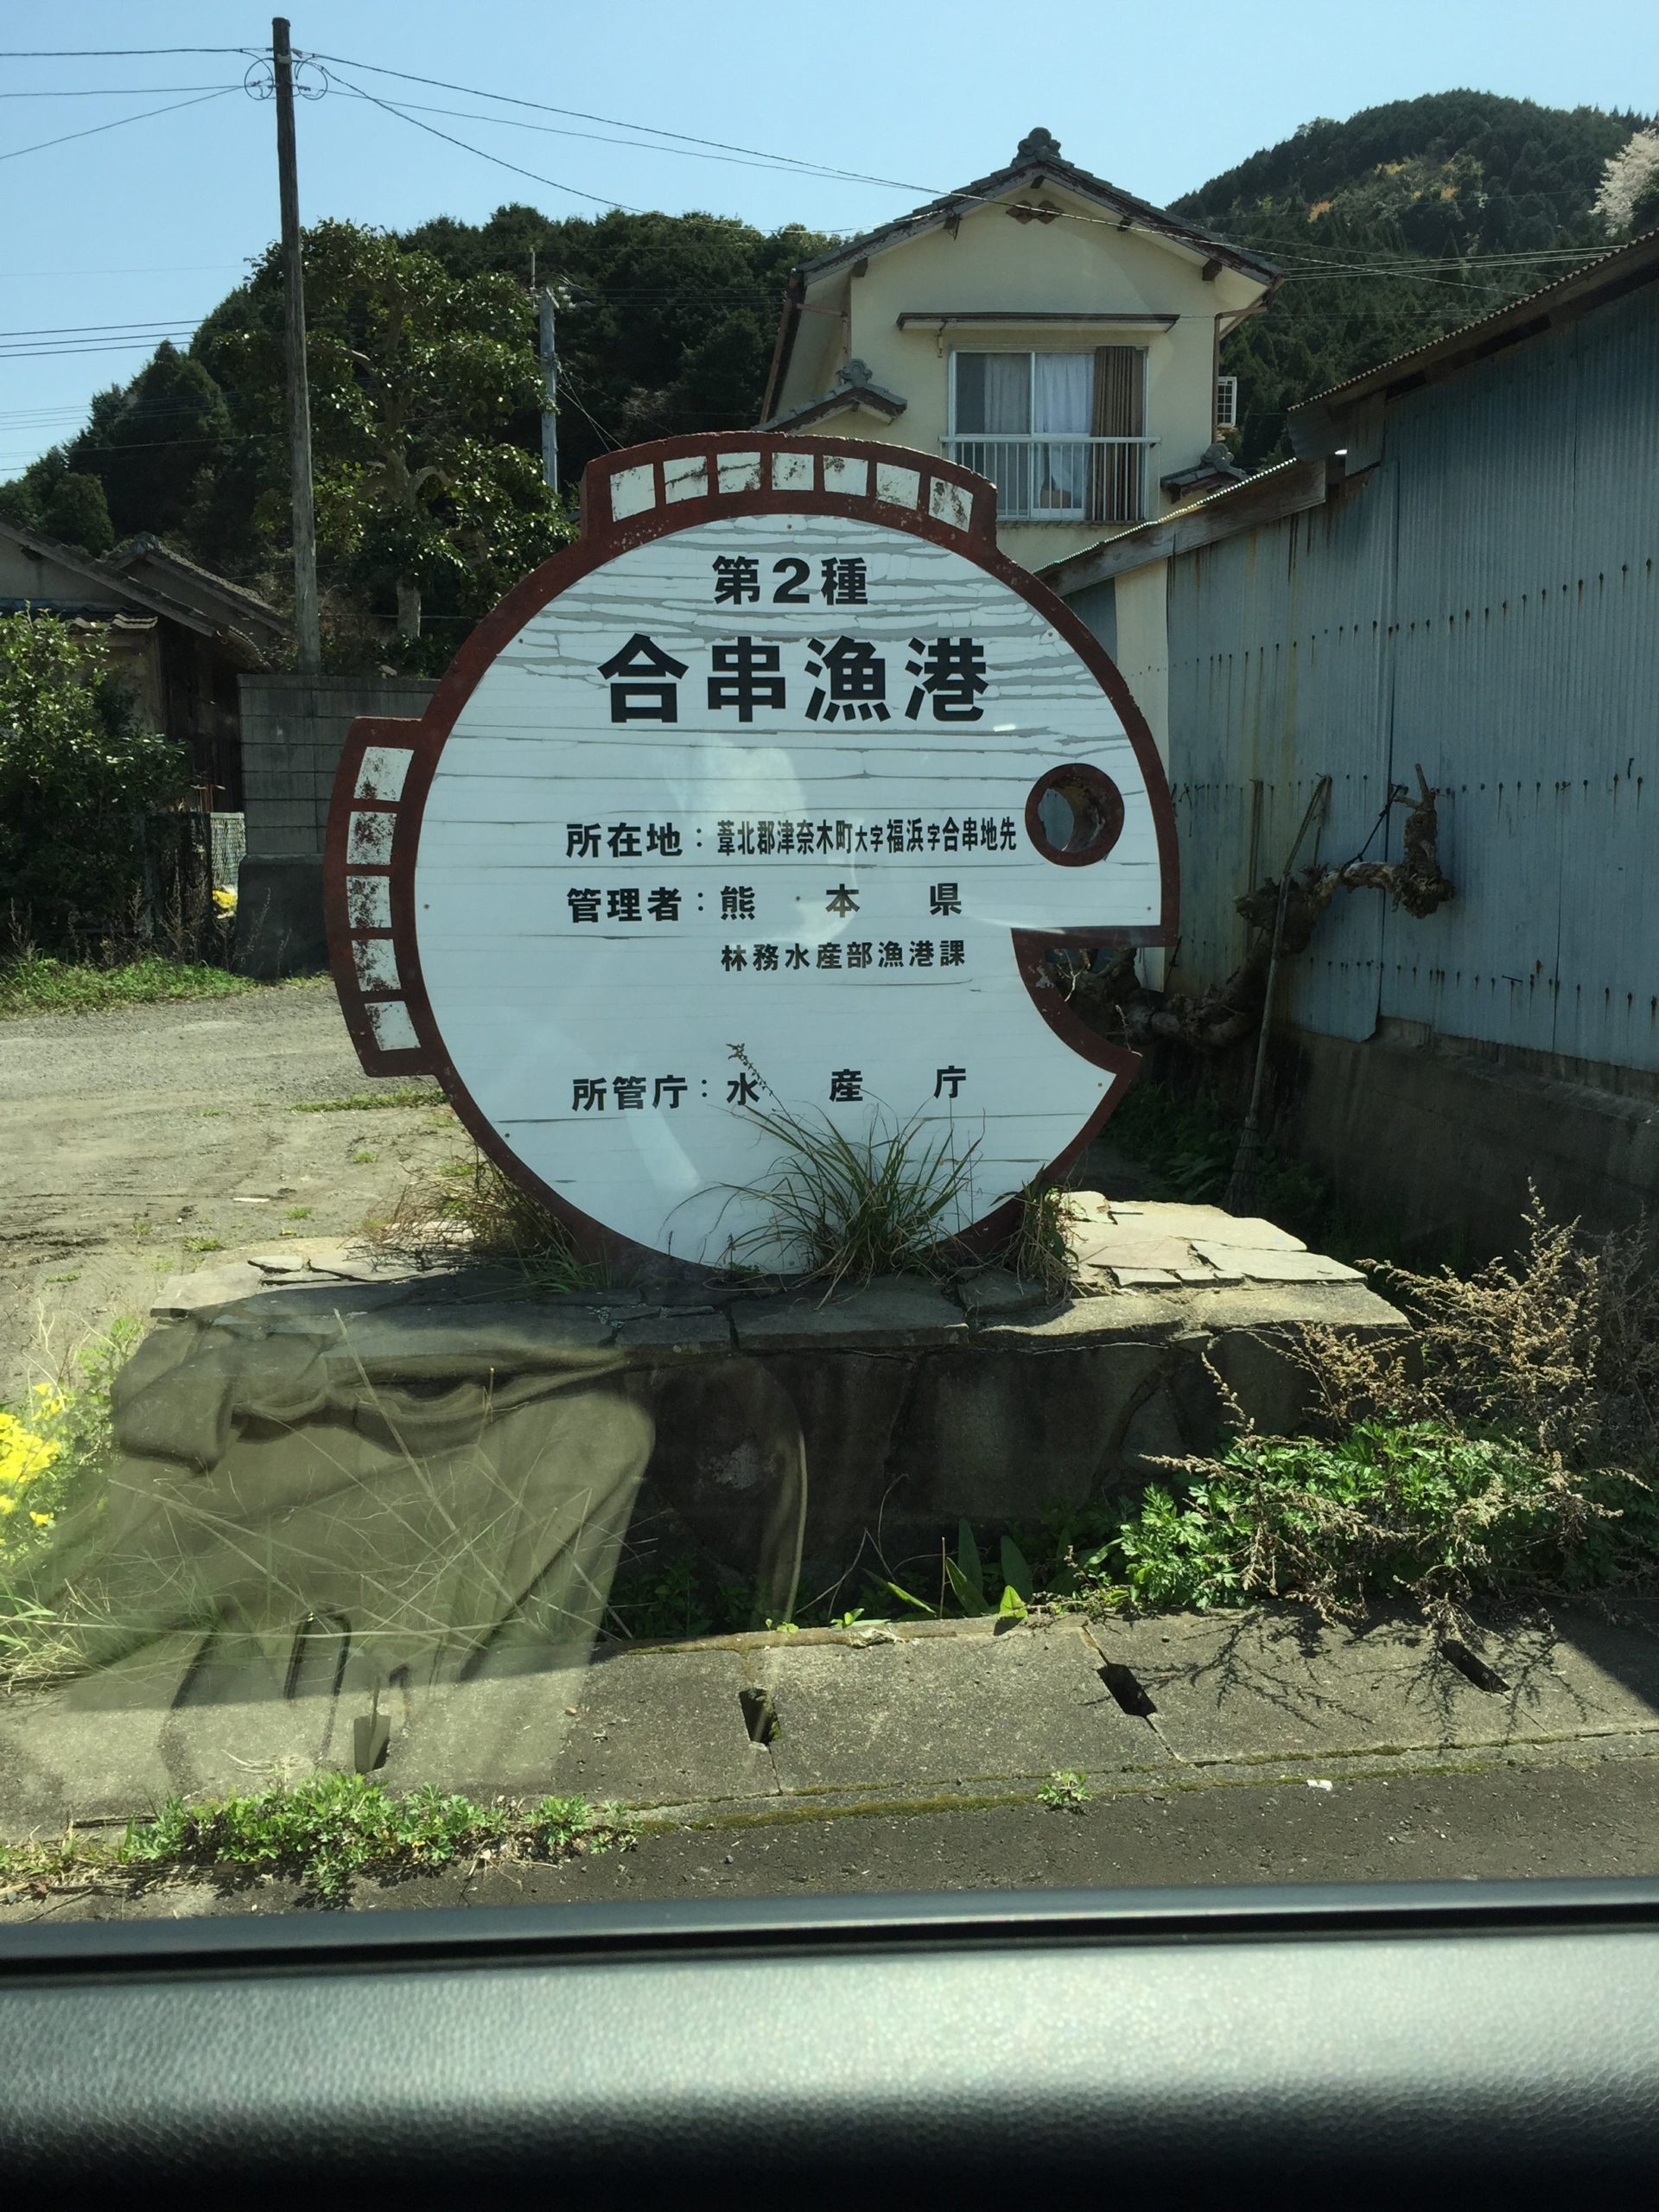 第2種
合串漁港
所在地：葦北郡津奈木町大字福浜字合串地先
管理者：熊本県
林務水産部漁港課
所管庁：水産庁